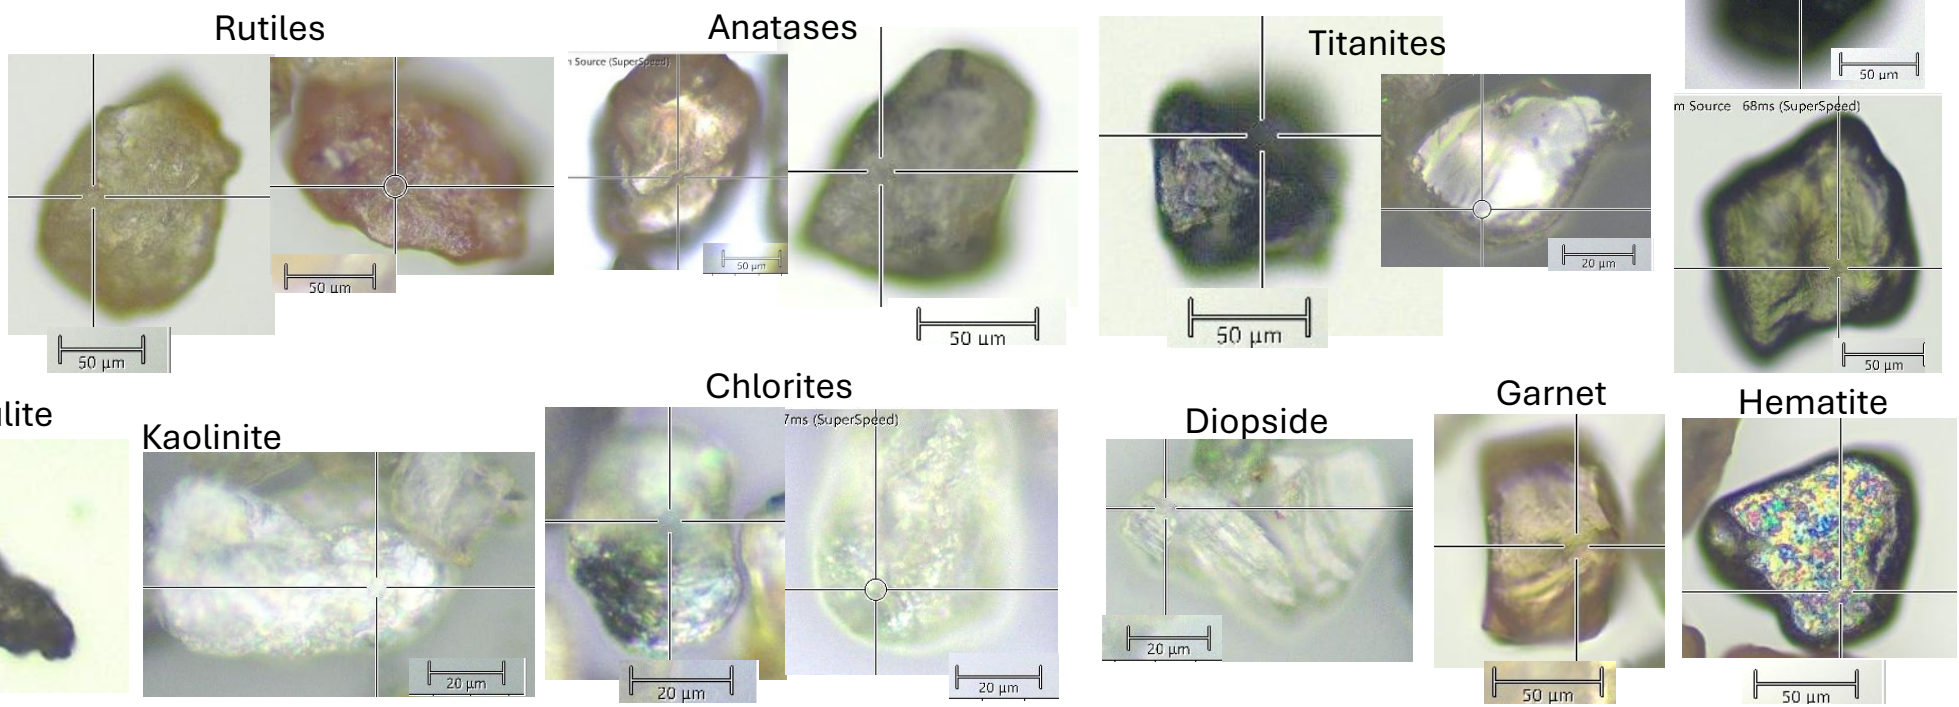 Rutiles
Anatases
Titanites
50 µm
n Source (SuperSpeed)
m Source 68ms (SuperSpeed)
50 µm
50 µm
50 µm
50 µm
50 µm
20 µm
50 µm
lite
Kaolinite
Chlorites
Diopside
Garnet
Hematite
7ms (SuperSpeed)
20 µm
20 µm
20 µm
20 µm
50 µm
50 µm